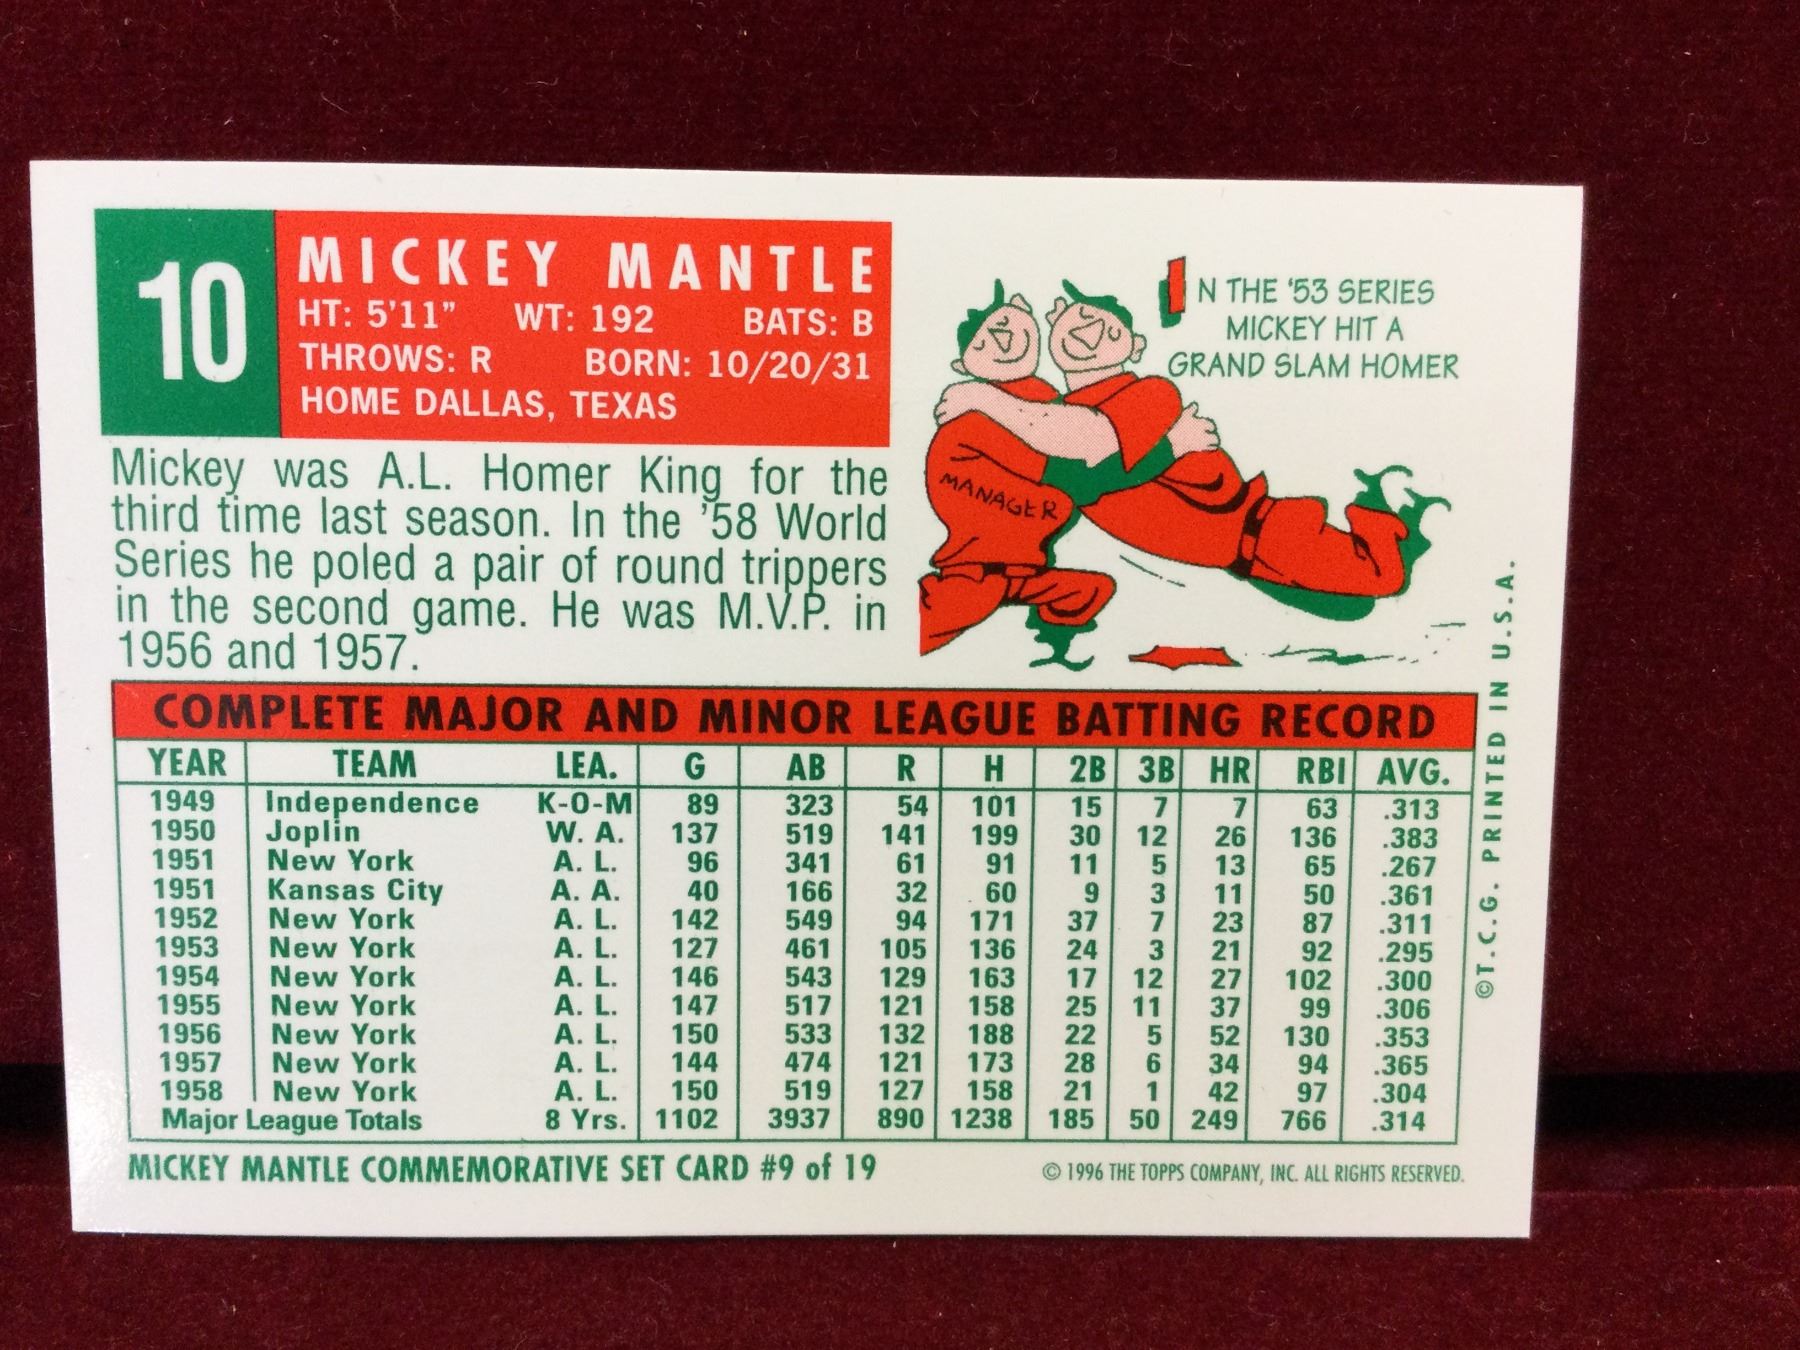 10
MICKEY MANTLE
HT: 5'11" WT: 192 BATS: B
THROWS: R BORN: 10/20/31
HOME DALLAS, TEXAS
IN THE '53 SERIES
MICKEY HIT A
GRAND SLAM HOMER
MANAGER
Mickey was A.L. Homer King for the
third time last season. In the '58 World
Series he poled a pair of round trippers
in the second game. He was M.V.P. in
1956 and 1957.
COMPLETE MAJOR AND MINOR LEAGUE BATTING RECORD
YEAR TEAM LEA. G AB R H 2B 3B HR RBI AVG.
1949 Independence K-O-M 89 323 54 101 15 7 7 63 .313
1950 Joplin W. A. 137 519 141 199 30 12 26 136 .383
1951 New York A. L. 96 341 61 91 11 5 13 65 .267
1951 Kansas City A. A. 40 166 32 60 9 3 11 50 .361
1952 New York A. L. 142 549 94 171 37 7 23 87 .311
1953 New York A. L. 127 461 105 136 24 3 21 92 .295
1954 New York A. L. 146 543 129 163 17 12 27 102 .300
1955 New York A. L. 147 517 121 158 25 11 37 99 .306
1956 New York A. L. 150 533 132 188 22 5 52 130 .353
1957 New York A. L. 144 474 121 173 28 6 34 94 .365
1958 New York A. L. 150 519 127 158 21 1 42 97 .304
Major League Totals 8 Yrs. 1102 3937 890 1238 185 50 249 766 .314
MICKEY MANTLE COMMEMORATIVE SET CARD #9 of 19
© 1996 THE TOPPS COMPANY, INC. ALL RIGHTS RESERVED.
©T.C.G. PRINTED IN U.S.A.